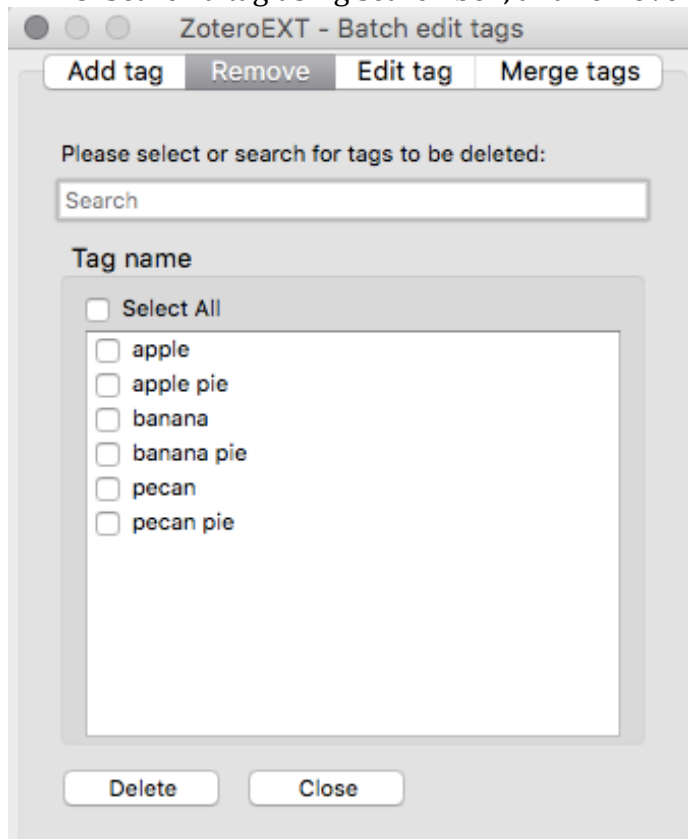 ZoteroEXT - Batch edit tags
Add tag Remove Edit tag Merge tags
Please select or search for tags to be deleted:
Search
Tag name
Select All
apple
apple pie
banana
banana pie
pecan
pecan pie
Delete Close